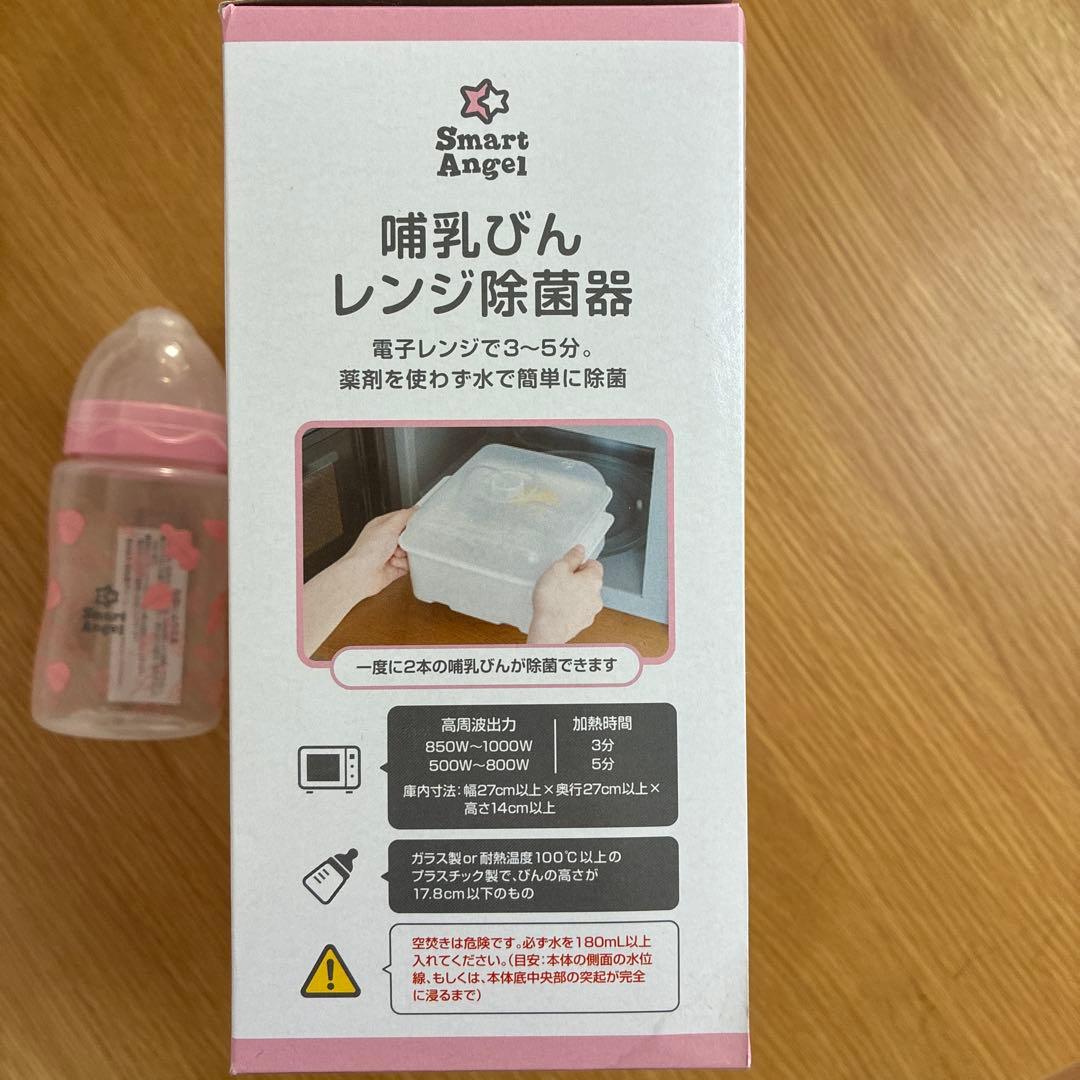 Smart
Angel
哺乳びん
レンジ除菌器
電子レンジで3〜5分。
薬剤を使わず水で簡単に除菌
一度に2本の哺乳びんが除菌できます
高周波出力 加熱時間
850W〜1000W 3分
500W〜800W 5分
庫内寸法：幅27cm以上×奥行27cm以上×
高さ14cm以上
ガラス製or耐熱温度100℃以上の
プラスチック製で、びんの高さが
17.8cm以下のもの
空焚きは危険です。必ず水を180mL以上
入れてください。（目安：本体の側面の水位
線、もしくは、本体底中央部の突起が完全
に浸るまで）